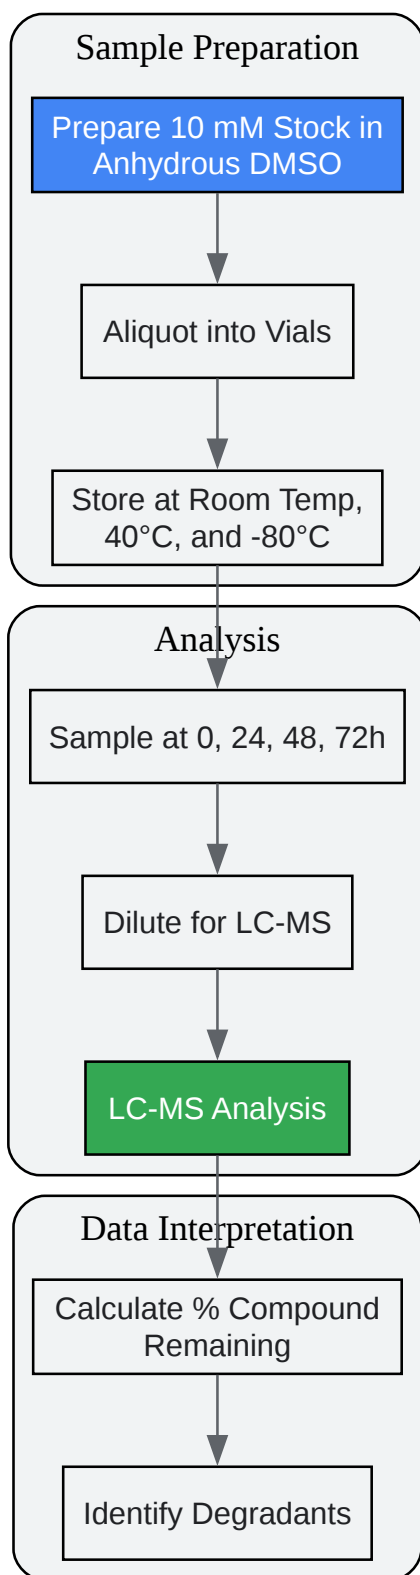 Sample Preparation
Prepare 10 mM Stock in
Anhydrous DMSO
Aliquot into Vials
Store at Room Temp,
40°C, and -80°C
Analysis
Sample at 0, 24, 48, 72h
Dilute for LC-MS
LC-MS Analysis
Data Interpretation
Calculate % Compound
Remaining
Identify Degradants